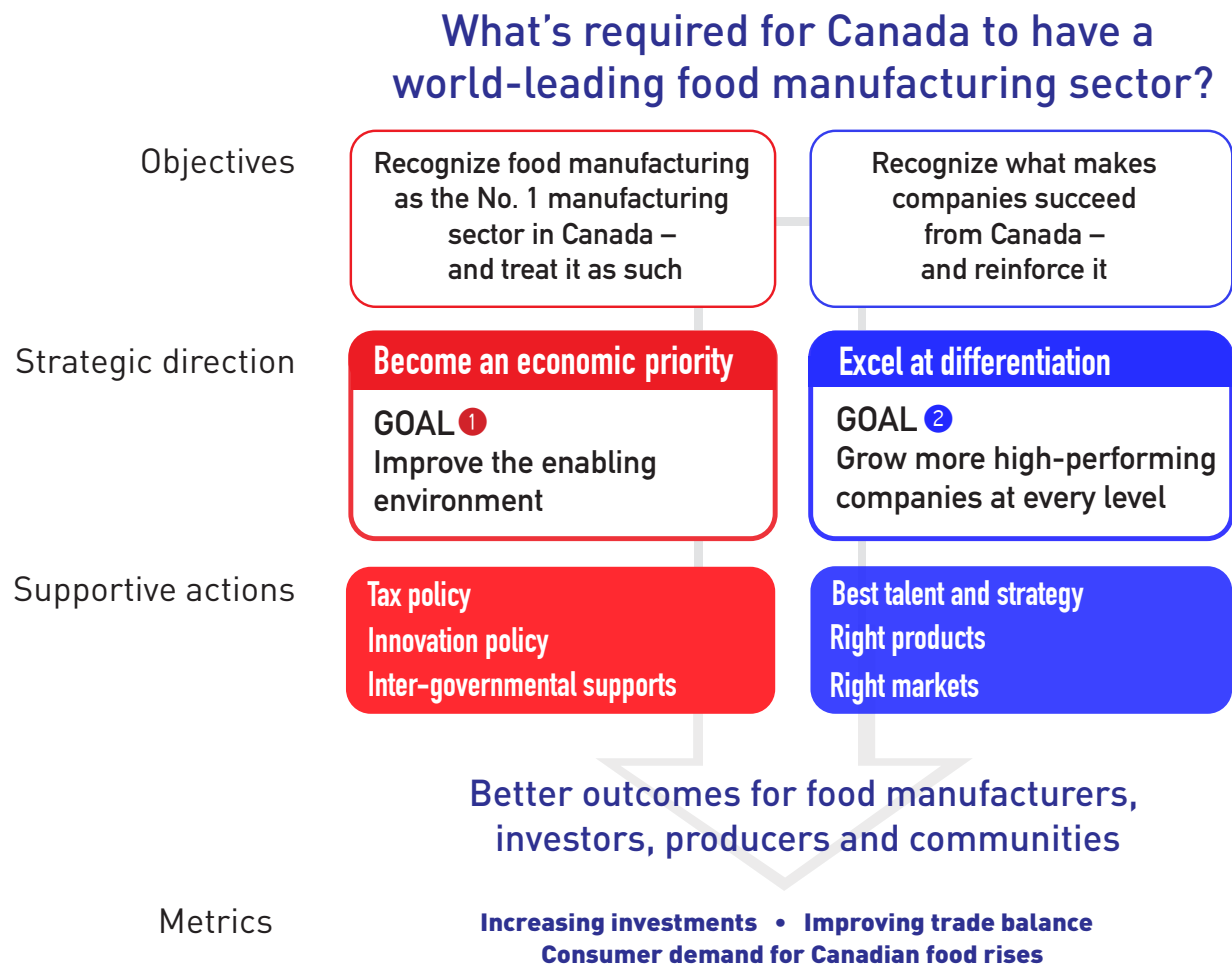 What’s required for Canada to have a
world-leading food manufacturing sector?
Objectives
Recognize food manufacturing
as the No. 1 manufacturing
sector in Canada –
and treat it as such
Recognize what makes
companies succeed
from Canada –
and reinforce it
Strategic direction
Become an economic priority
GOAL 1
Improve the enabling
environment
Excel at differentiation
GOAL 2
Grow more high-performing
companies at every level
Supportive actions
Tax policy
Innovation policy
Inter-governmental supports
Best talent and strategy
Right products
Right markets
Better outcomes for food manufacturers,
investors, producers and communities
Metrics
Increasing investments • Improving trade balance
Consumer demand for Canadian food rises